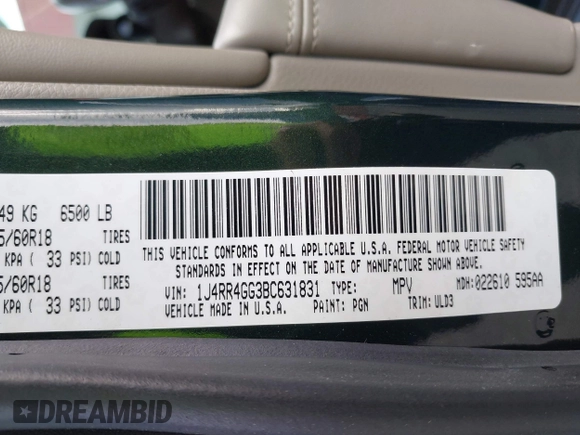 49 KG 6500 LB
5/60R18 TIRES
KPA ( 33 PSI) COLD
5/60R18 TIRES
KPA ( 33 PSI) COLD
THIS VEHICLE CONFORMS TO ALL APPLICABLE U.S.A. FEDERAL MOTOR VEHICLE SAFETY
STANDARDS IN EFFECT ON THE DATE OF MANUFACTURE SHOWN ABOVE.
VIN: 1J4RR4GG3BC631831 TYPE: MPV MDH: 022610 595AA
VEHICLE MADE IN U.S.A. PAINT: PGN TRIM: ULD3
DREAMBID